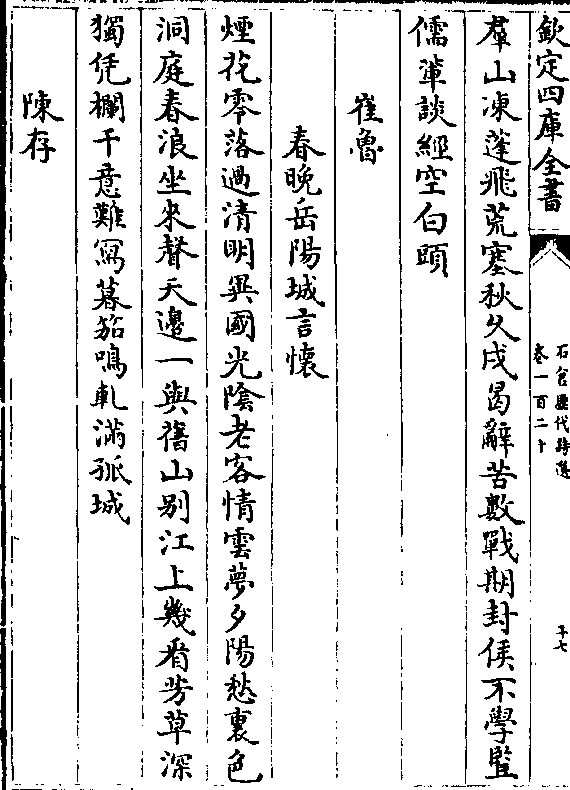 欽定四庫全書
石倉歷代詩選
卷一百二十
羣山凍蓬飛荒塞秋久戍曷辭苦數戰期封侯不學豎
儒輩談經空白頭
崔魯
春晚岳陽城言懷
煙花零落過清明異國光陰老客情雲夢夕陽愁裏色
洞庭春浪坐來聲天邊一與舊山別江上幾看芳草深
獨凭欄干意難寫暮笳鳴軋滿孤城
陳存